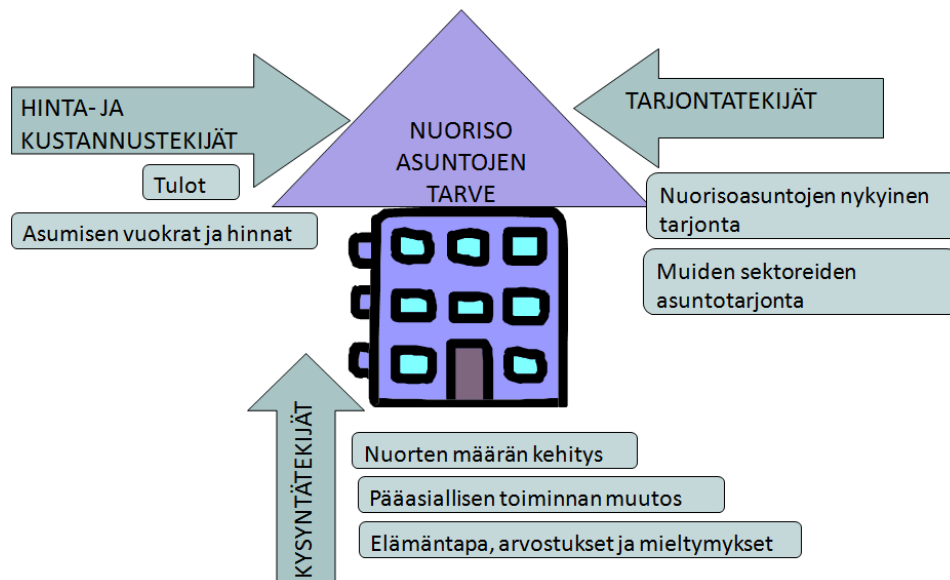 HINTA- JA
KUSTANNUSTEKIJÄT
Tulot
Asumisen vuokrat ja hinnat
NUORISO
ASUNTOJEN
TARVE
TARJONTATEKIJÄT
Nuorisoasuntojen nykyinen
tarjonta
Muiden sektoreiden
asuntotarjonta
KYSYNTÄTEKIJÄT
Nuorten määrän kehitys
Pääasiallisen toiminnan muutos
Elämäntapa, arvostukset ja mieltymykset